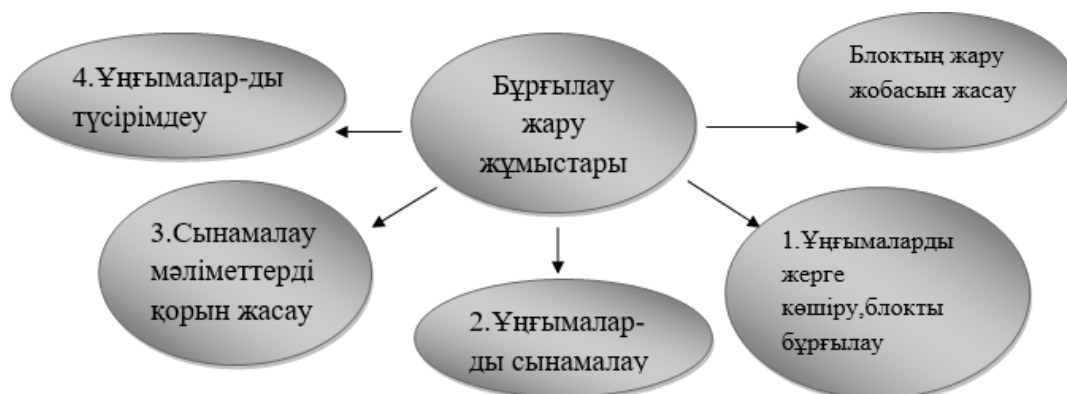 4.Ұңғымалар-ды
түсірімдеу
Бұрғылау
жару
жұмыстары
Блоктың жару
жобасын жасау
3.Сынамалау
мәліметтерді
қорын жасау
2.Ұңғымалар-
ды сынамалау
1.Ұңғымаларды
жерге
көшіру,блокты
бұрғылау